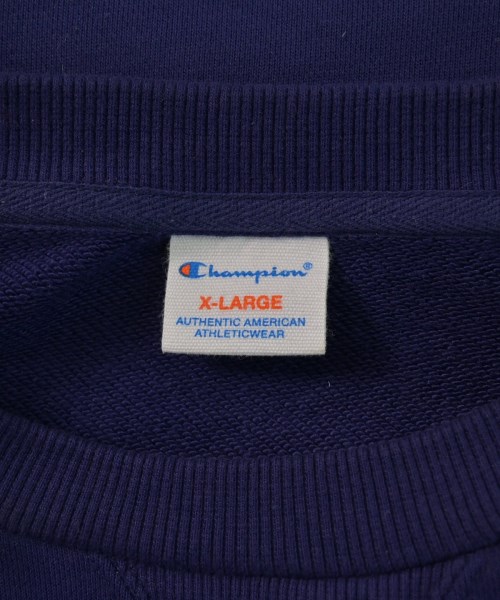 Champion®
X-LARGE
AUTHENTIC AMERICAN
ATHLETICWEAR